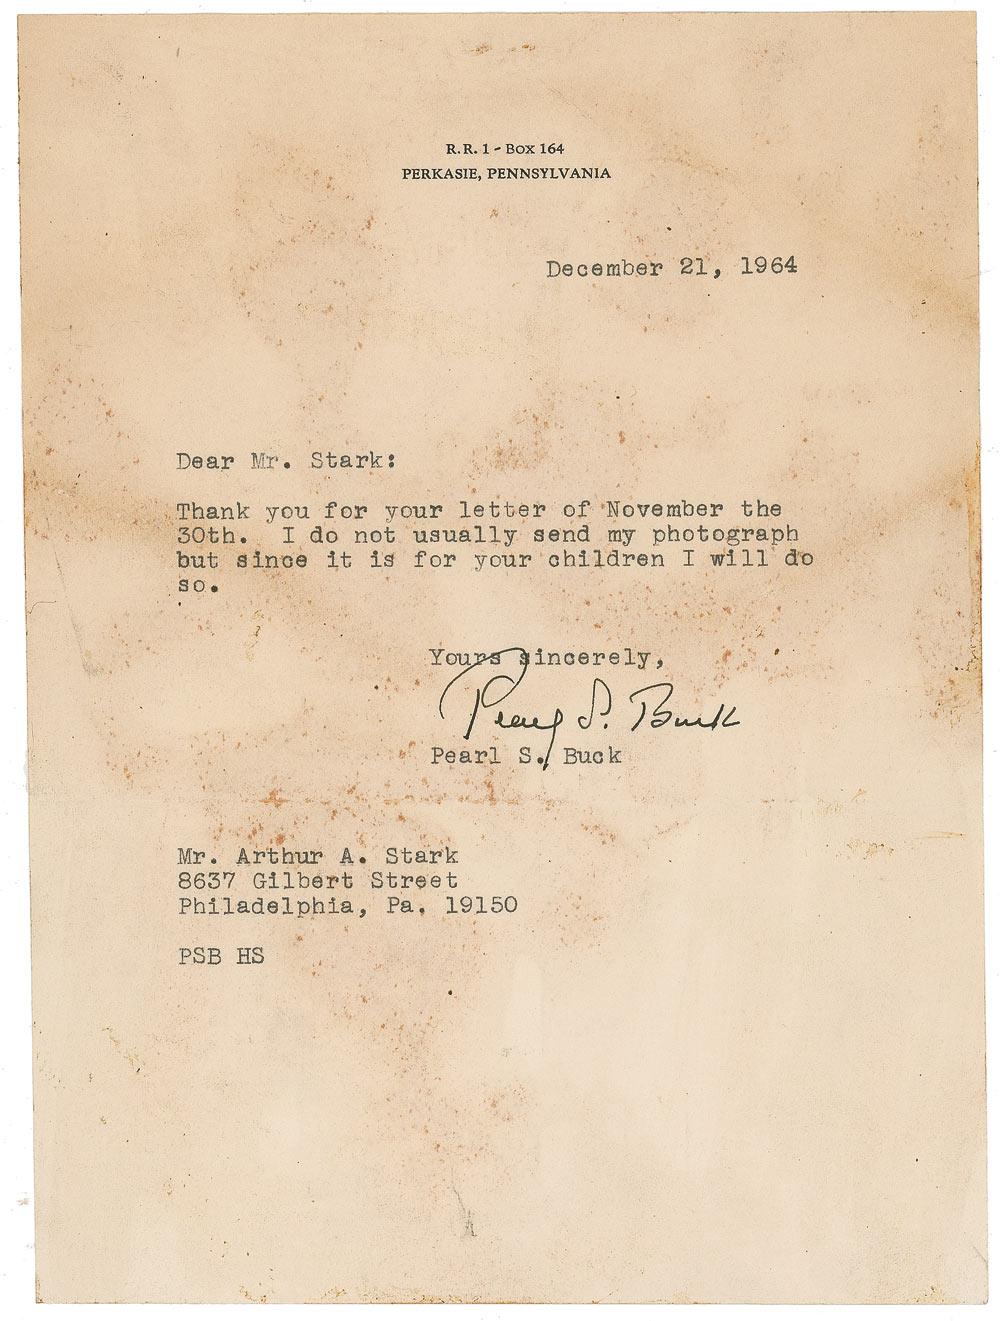 R.R. 1 - Box 164
PERKASIE, PENNSYLVANIA
December 21, 1964
Dear Mr. Stark:
Thank you for your letter of November the
30th.  I do not usually send my photograph
but since it is for your children I will do
so.
Yours sincerely,
Pearl S. Buck
Pearl S. Buck
Mr. Arthur A. Stark
8637 Gilbert Street
Philadelphia, Pa. 19150
PSB HS